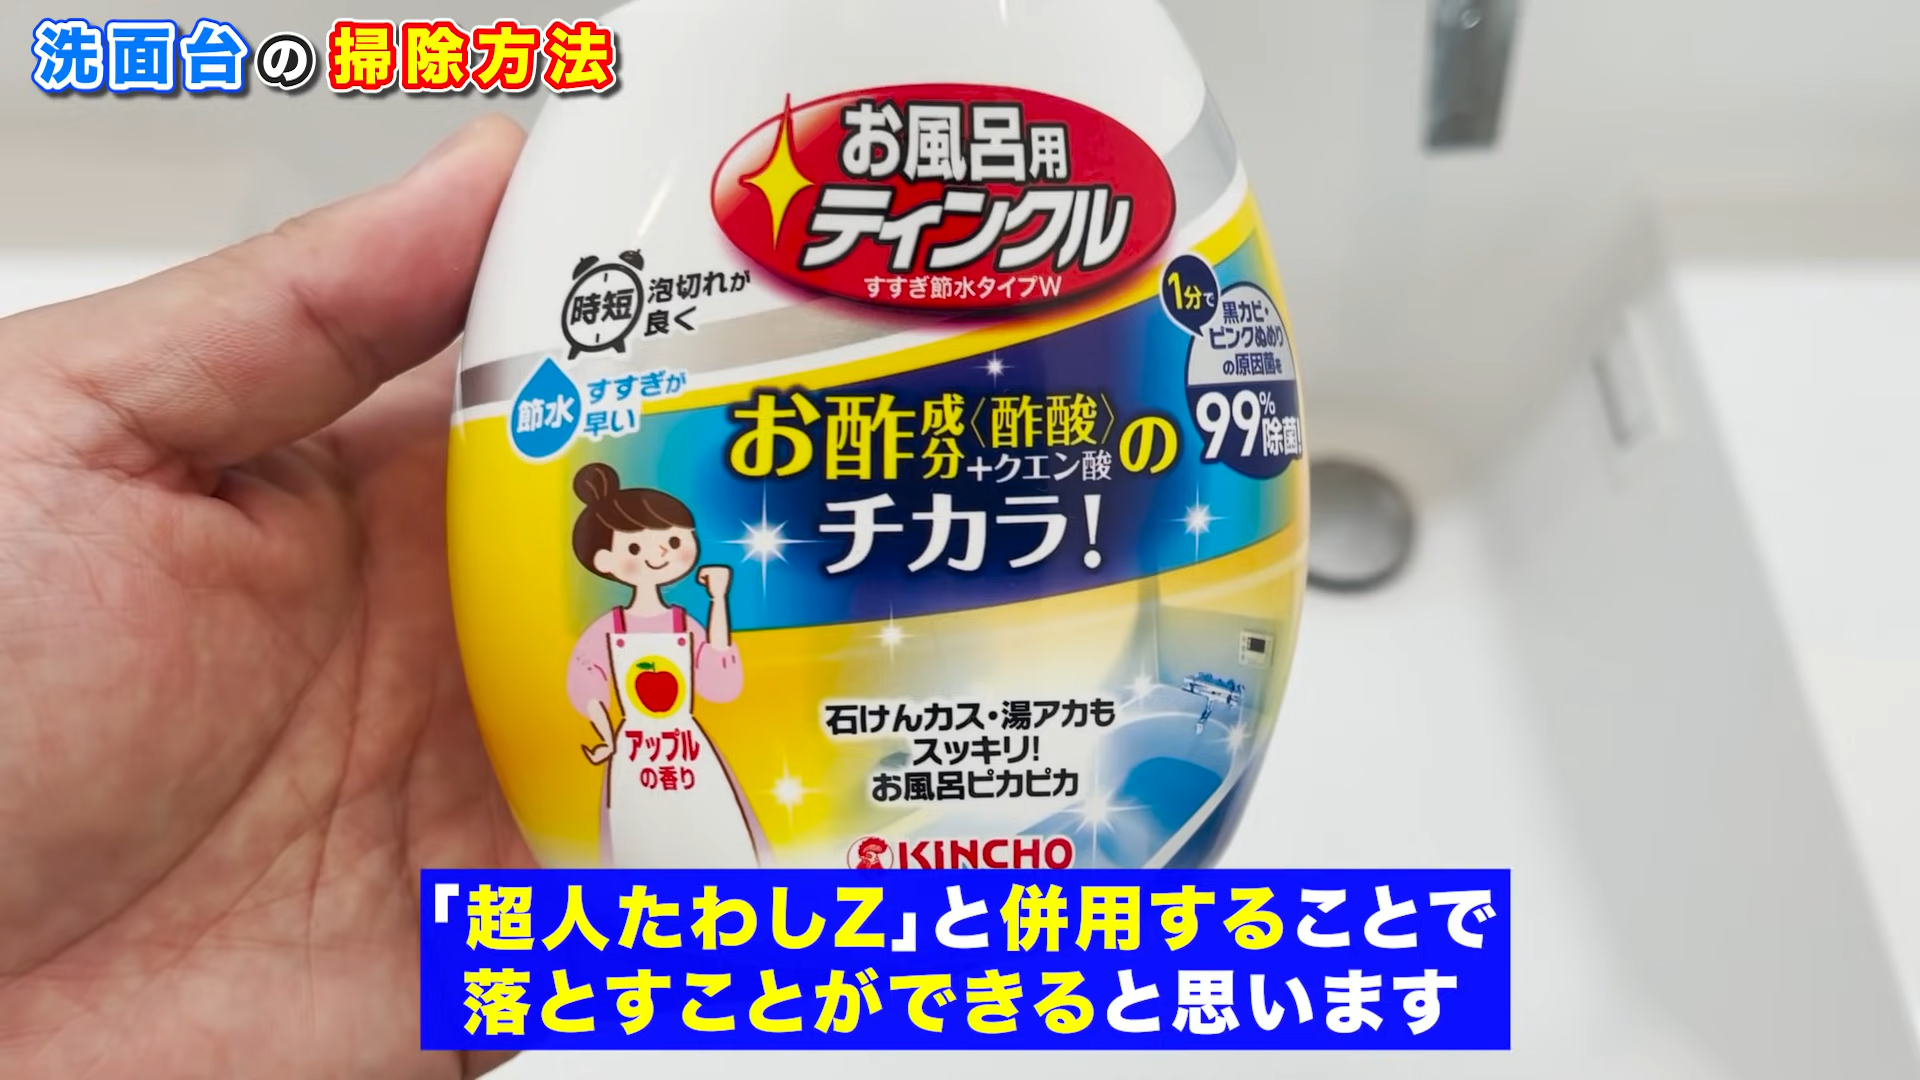 洗面台の掃除方法
お風呂用
ティンクル
すすぎ節水タイプW
時短
泡切れが
良く
節水
すすぎが
早い
1分で
黒カビ・
ピンクぬめり
の原因菌を
99%
除菌!
お酢成分〈酢酸〉の
+クエン酸
チカラ!
アップル
の香り
石けんカス・湯アカも
スッキリ!
お風呂ピカピカ
KINCHO
「超人たわしZ」と併用することで
落とすことができると思います